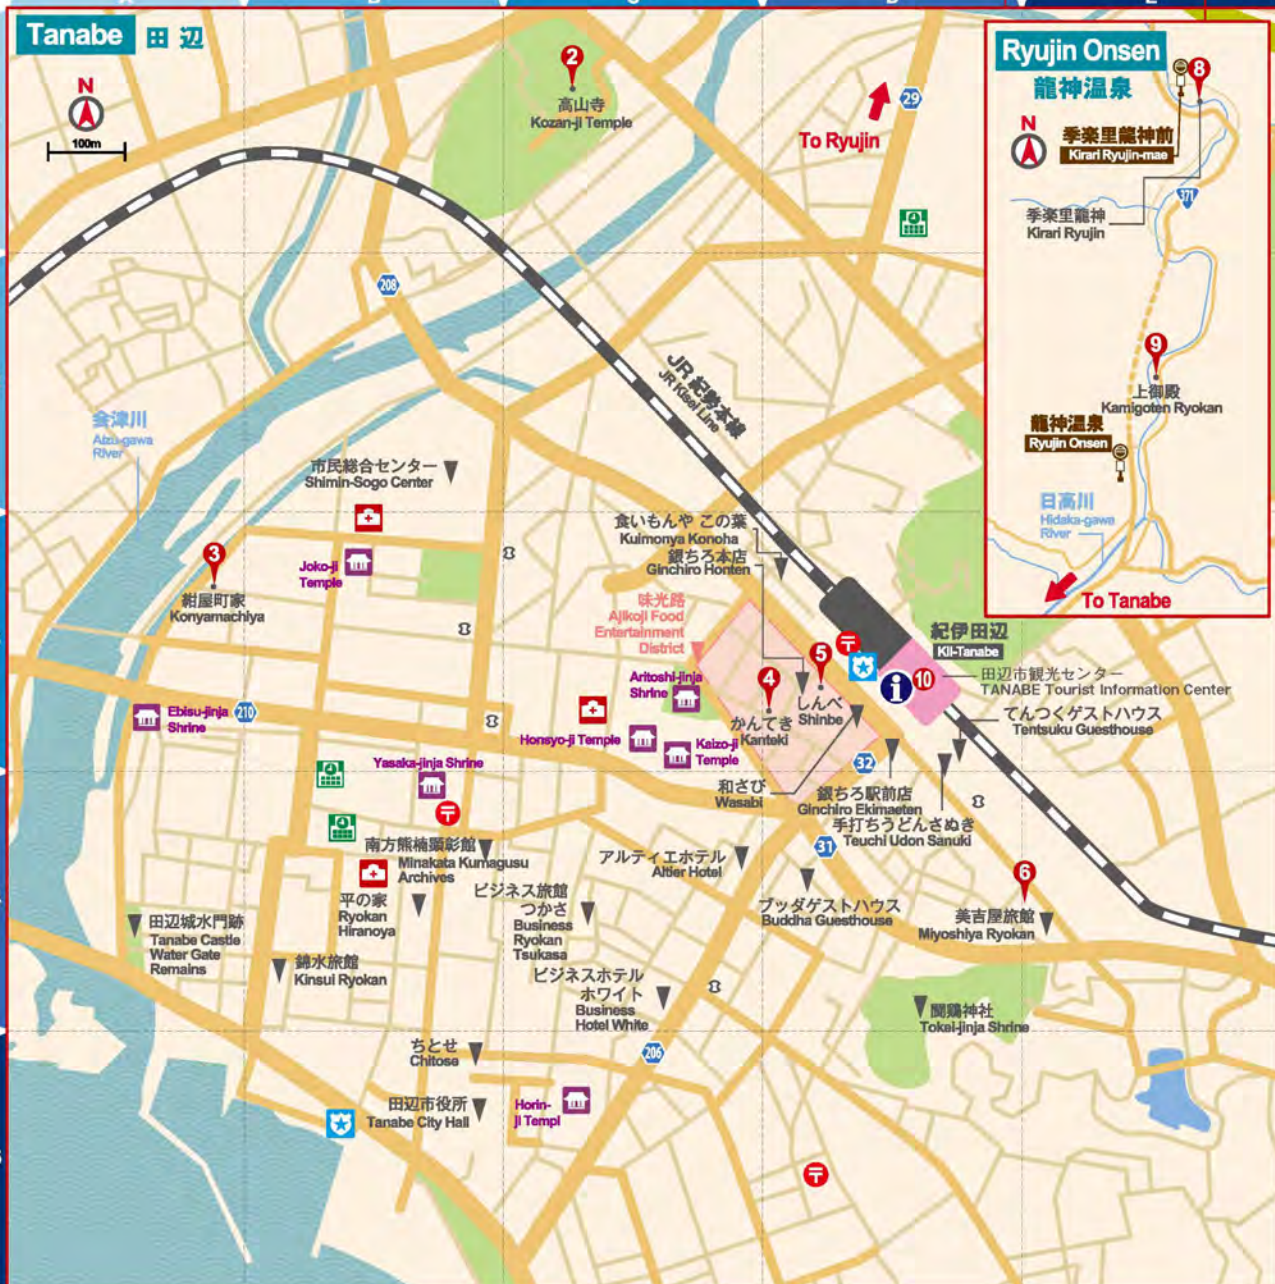 Tanabe 田辺
N
100m
2
高山寺
Kozan-ji Temple
To Ryujin
29
208
JR 紀勢本線
JR Kisei Line
会津川
Aizu-gawa
River
市民総合センター
Shimin-Sogo Center
Joko-ji
Temple
3
紺屋町家
Konyamachiya
食いもんや この葉
Kuimonya Konoha
銀ちろ本店
Ginchiro Honten
味光路
Ajikoji Food
Entertainment
District
紀伊田辺
Kii-Tanabe
i
10
田辺市観光センター
TANABE Tourist Information Center
てんつくゲストハウス
Tentsuku Guesthouse
5
しんべ
Shinbe
4
かんてき
Kanteki
Aritoshi-jinja
Shrine
Ebisu-jinja
Shrine
210
Honsyo-ji Temple
Kaizo-ji
Temple
和さび
Wasabi
32
銀ちろ駅前店
Ginchiro Ekimaeten
手打ちうどんさぬき
Teuchi Udon Sanuki
Yasaka-jinja Shrine
南方熊楠顕彰館
Minakata Kumagusu
Archives
アルティエホテル
Altier Hotel
31
ブッダゲストハウス
Buddha Guesthouse
6
美吉屋旅館
Miyoshiya Ryokan
平の家
Ryokan
Hiranoya
ビジネス旅館
つかさ
Business
Ryokan
Tsukasa
田辺城水門跡
Tanabe Castle
Water Gate
Remains
錦水旅館
Kinsui Ryokan
ビジネスホテル
ホワイト
Business
Hotel White
闘鶏神社
Tokei-jinja Shrine
ちとせ
Chitose
206
田辺市役所
Tanabe City Hall
Horin-
ji Templ
Ryujin Onsen
龍神温泉
N
8
季楽里龍神前
Kirari Ryujin-mae
371
季楽里龍神
Kirari Ryujin
9
上御殿
Kamigoten Ryokan
龍神温泉
Ryujin Onsen
日高川
Hidaka-gawa
River
To Tanabe